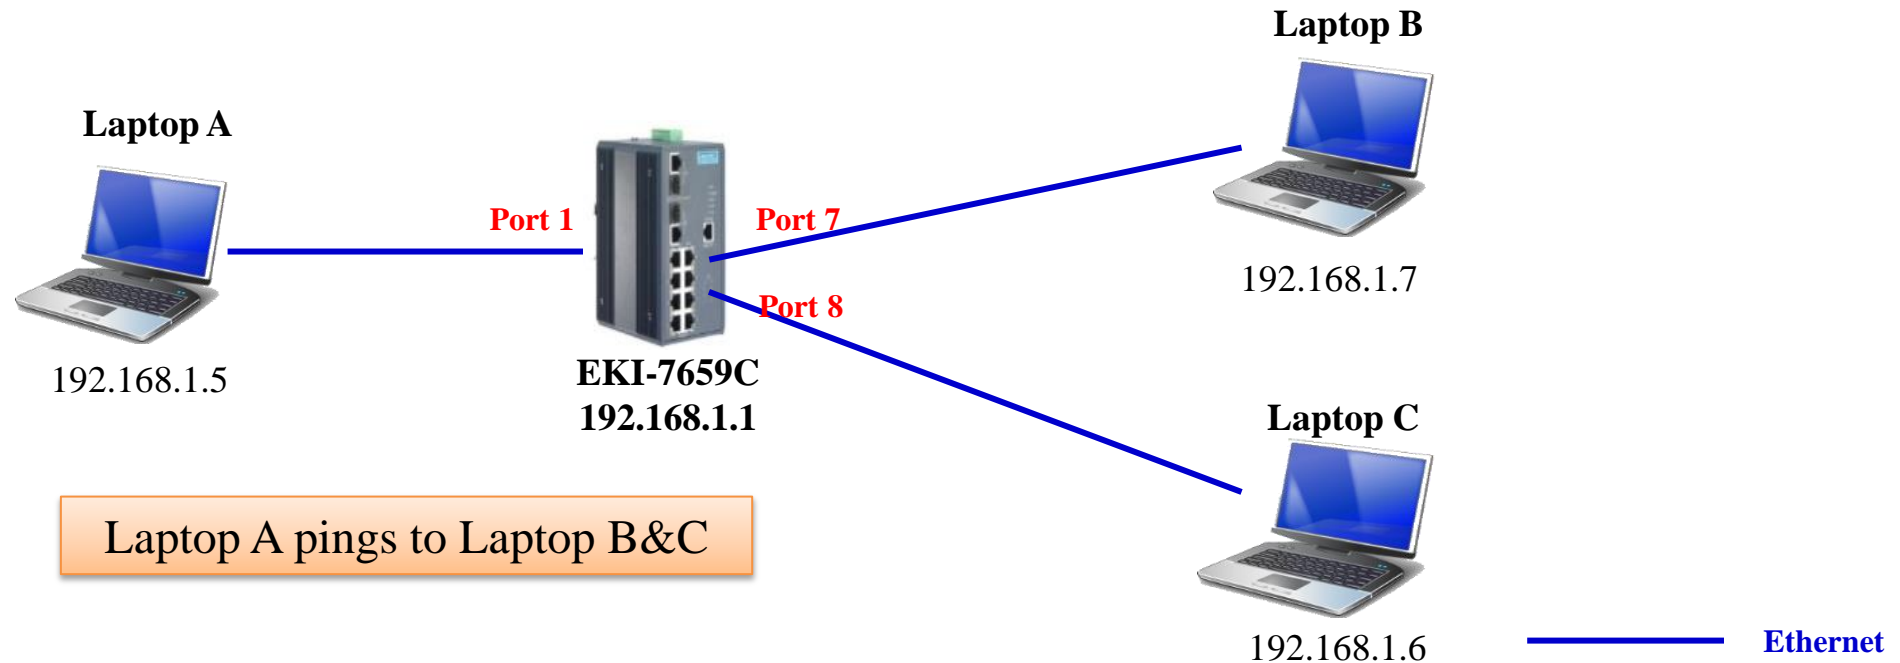 Laptop B
Laptop A
Port 1
Port 7
192.168.1.7
Port 8
EKI-7659C
192.168.1.1
192.168.1.5
Laptop C
Laptop A pings to Laptop B&C
192.168.1.6
Ethernet